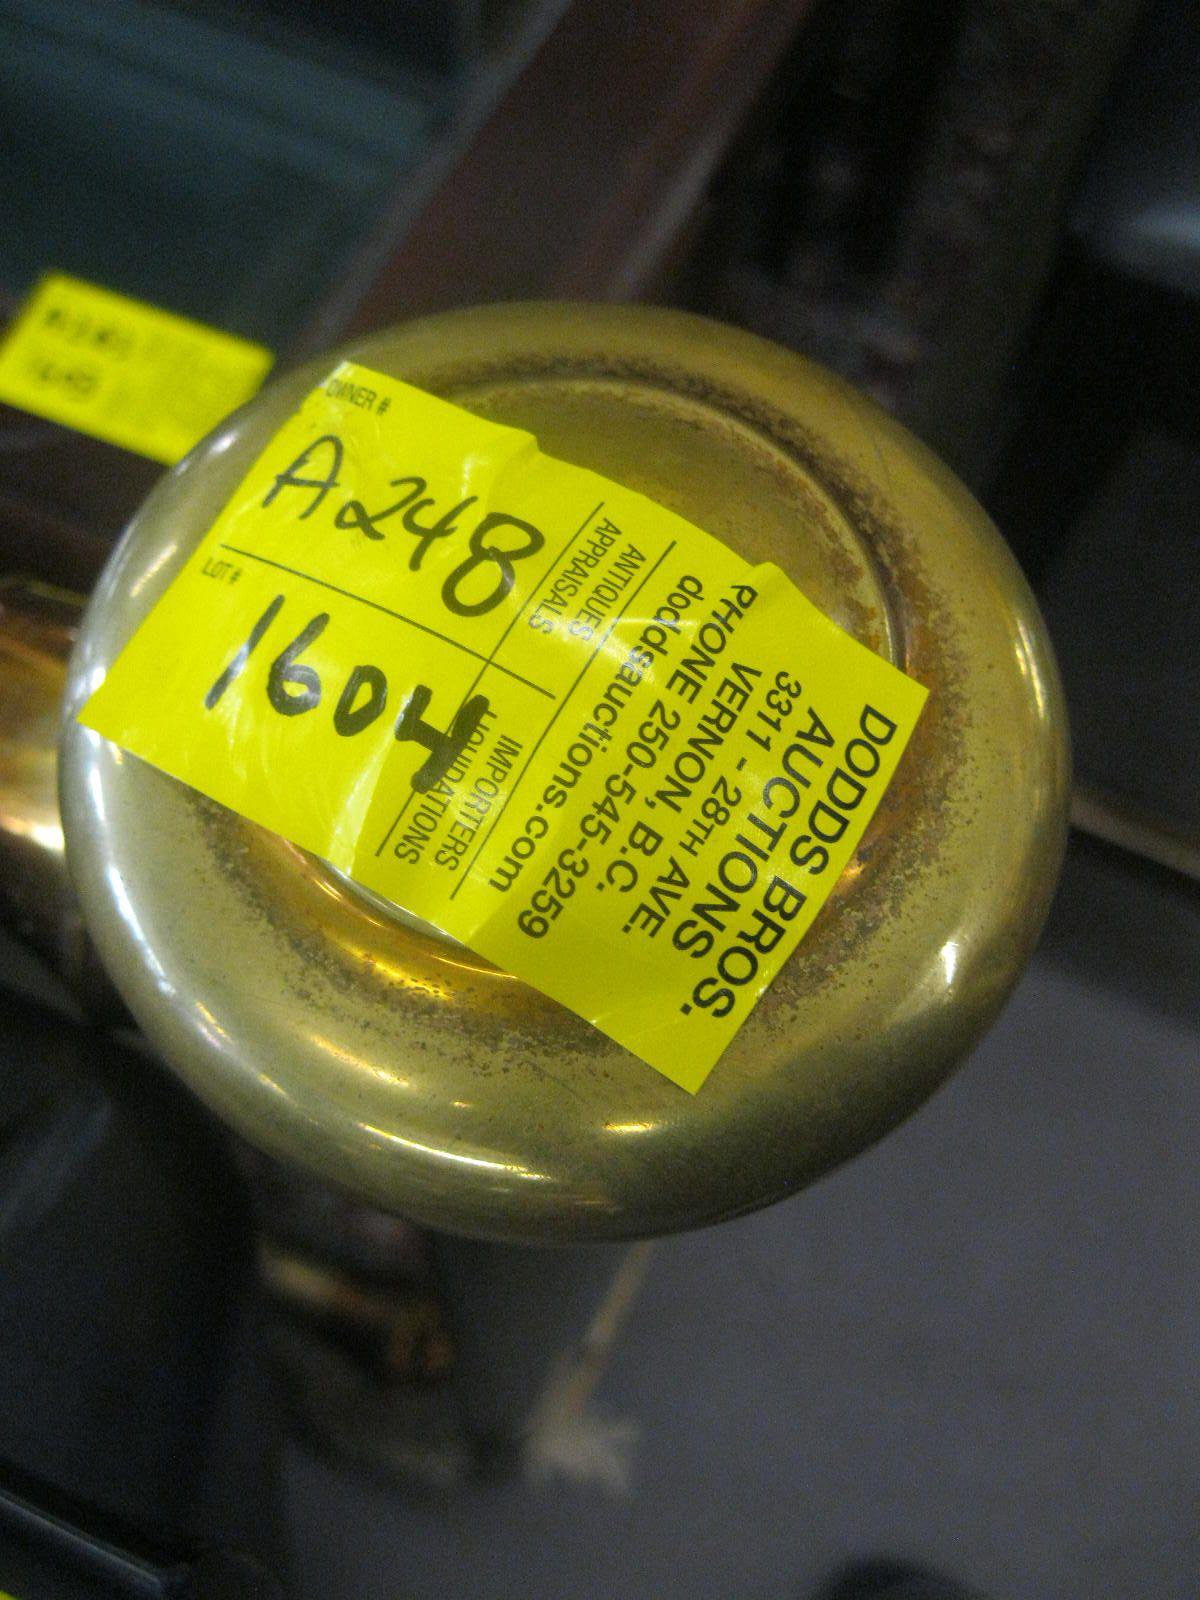 OWNER #
A248
LOT #
1604
DODDS BROS.
AUCTIONS
3311 - 28TH AVE.
VERNON, B.C.
PHONE 250-545-3259
doddsauctions.com
ANTIQUES
APPRAISALS
IMPORTERS
LIQUIDATIONS